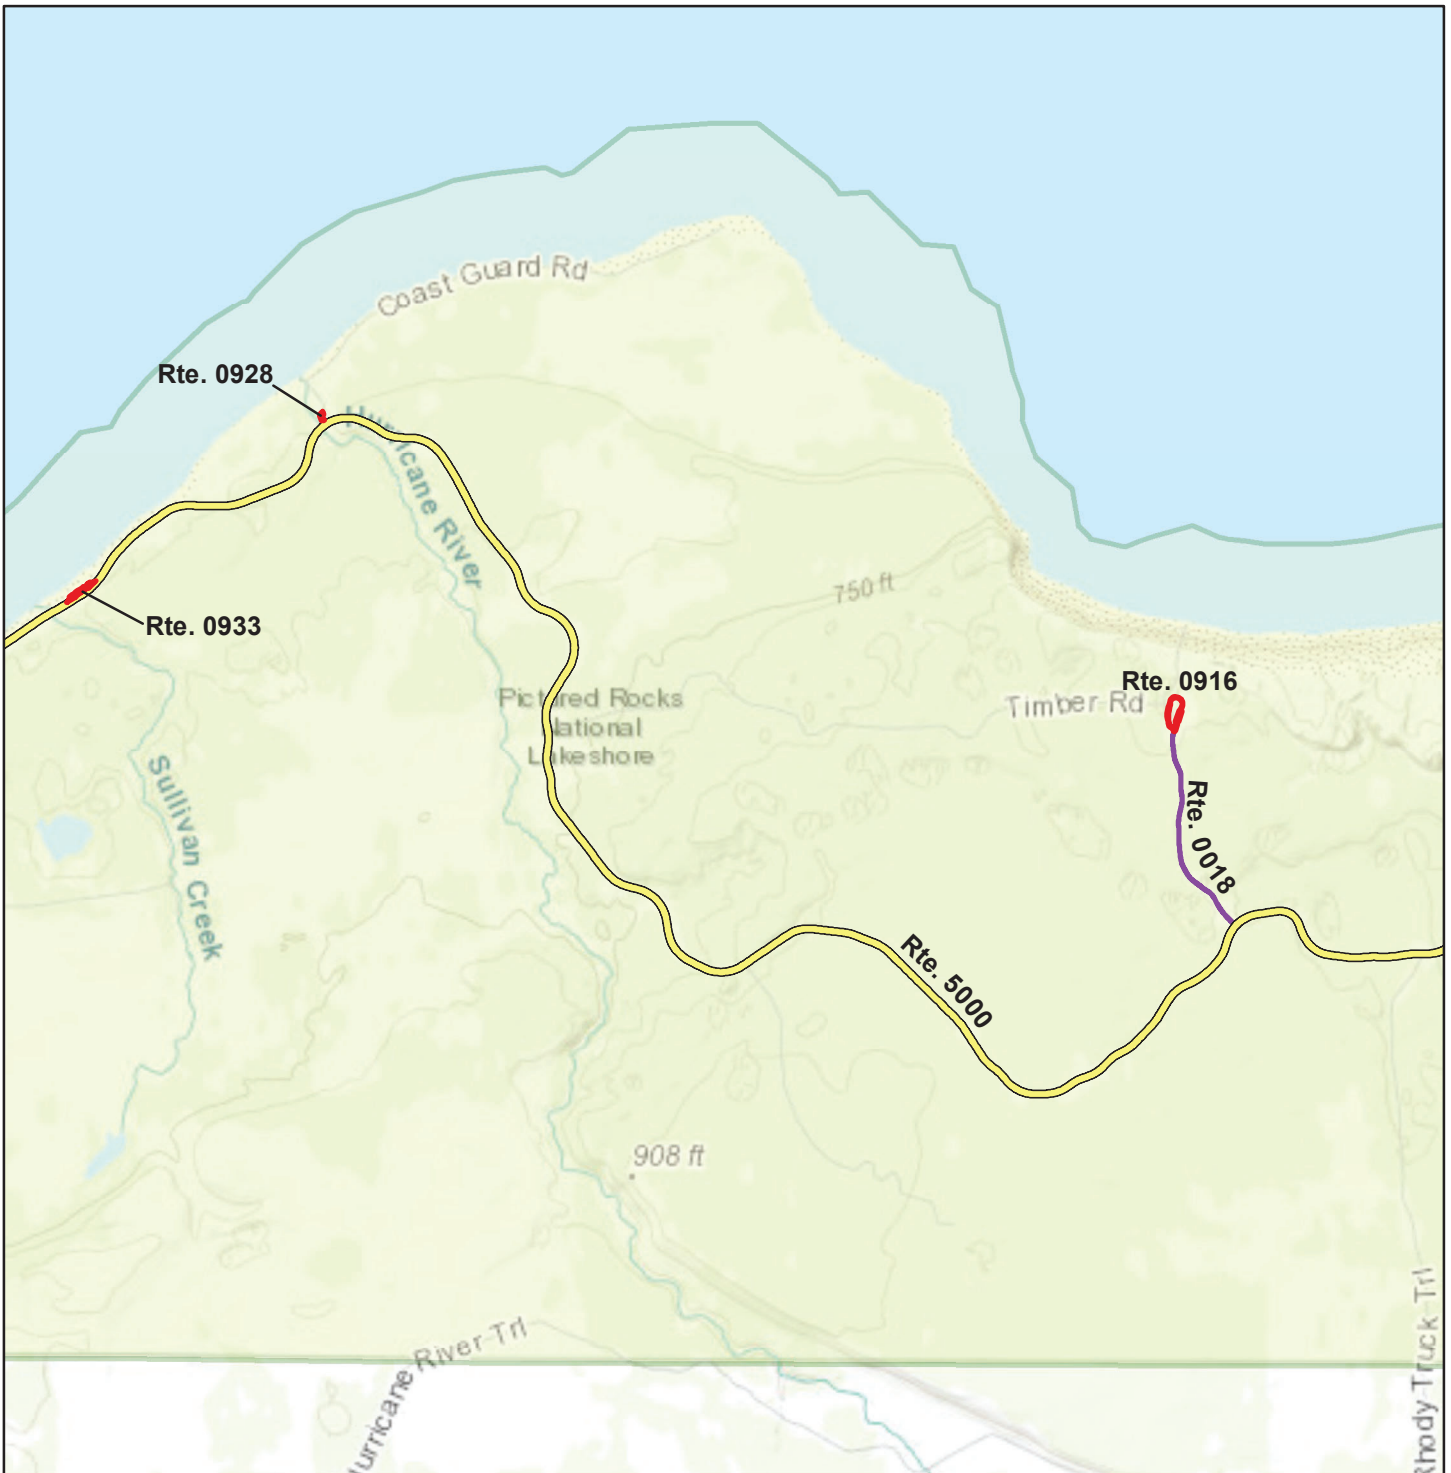 Coast Guard Rd
Rte. 0928
Hurricane River
750 ft
Rte. 0933
Rte. 0916
Timber Rd
Pictured Rocks
National
Lakeshore
Sullivan Creek
Rte. 0018
Rte. 5000
908 ft
Hurricane River Trl
Rhody Truck Trl